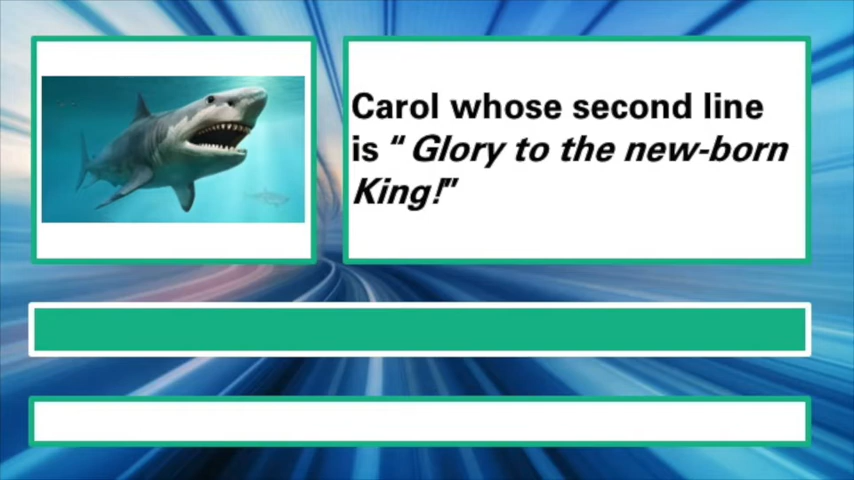 Carol whose second line
is “Glory to the new-born
King!”